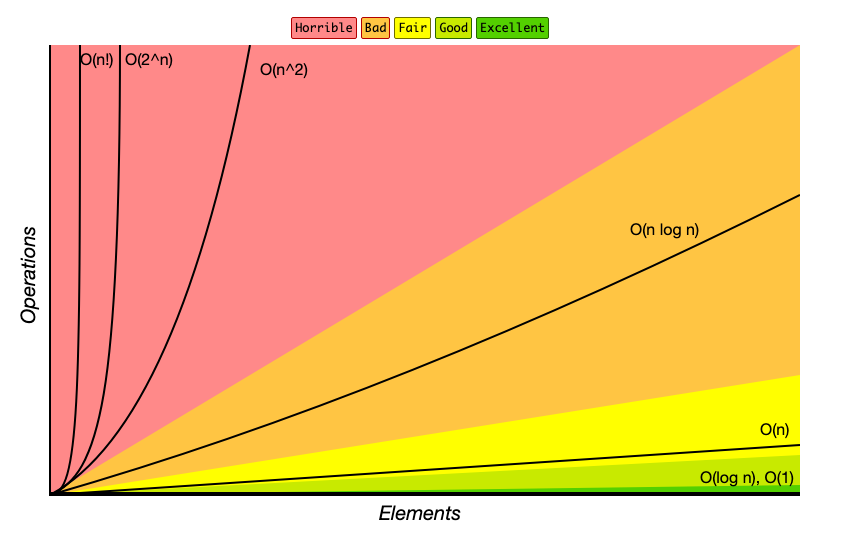 Horrible Bad Fair Good Excellent
O(n!) O(2^n)
O(n^2)
O(n log n)
Operations
O(n)
O(log n), O(1)
Elements